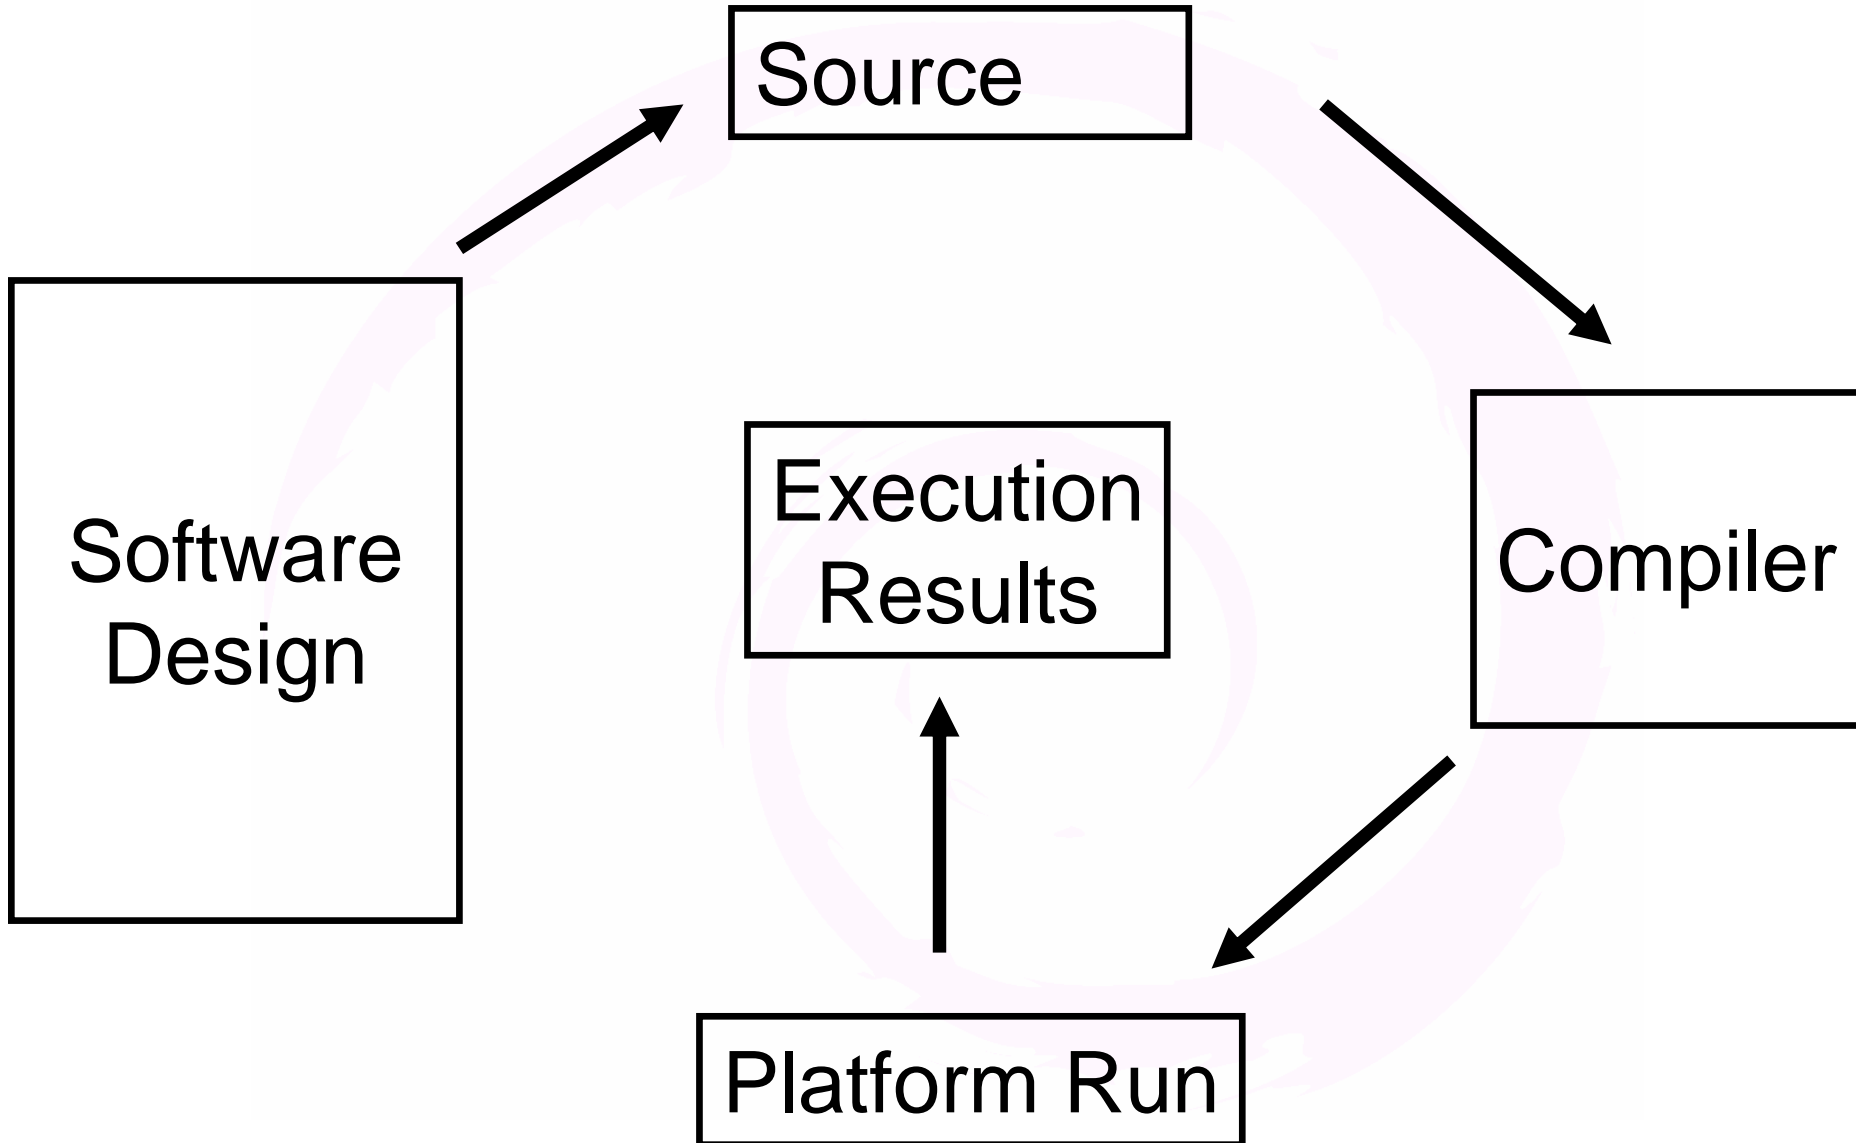 Source
Execution
Results
Software
Design
Compiler
Platform Run